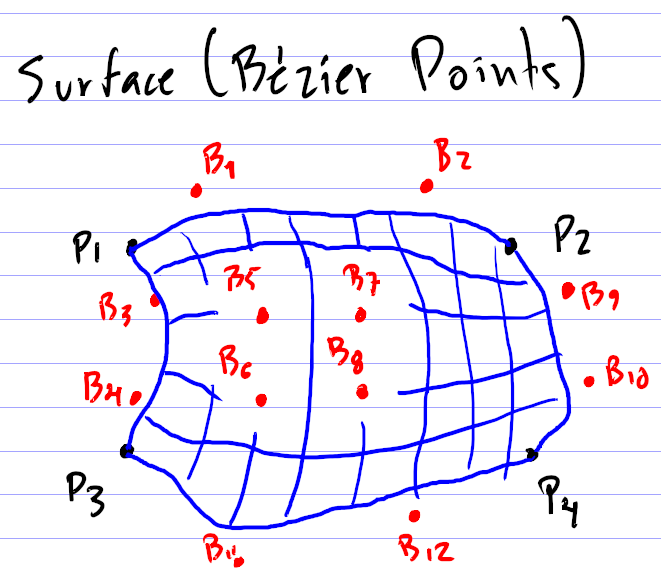 Surface (Bézier Points)
B1 B2
P1 P2
B5 B7
B3 B9
B6 B8
B4 B10
P3 P4
B11 B12